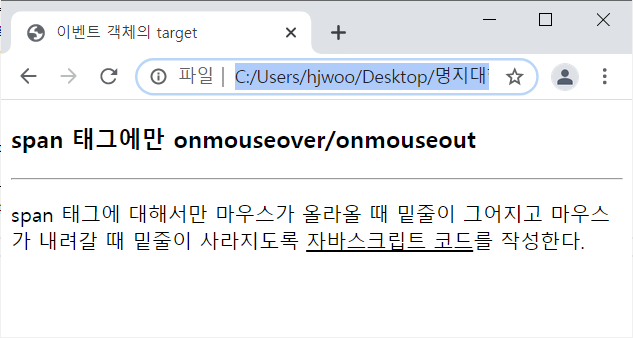 이벤트 객체의 target
파일 | C:/Users/hjwoo/Desktop/명지대
span 태그에만 onmouseover/onmouseout
span 태그에 대해서만 마우스가 올라올 때 밑줄이 그어지고 마우스
가 내려갈 때 밑줄이 사라지도록 자바스크립트 코드를 작성한다.